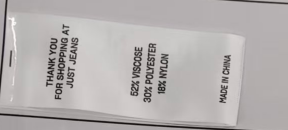 THANK YOU
FOR SHOPPING AT
JUST JEANS
52% VISCOSE
30% POLYESTER
18% NYLON
MADE IN CHINA